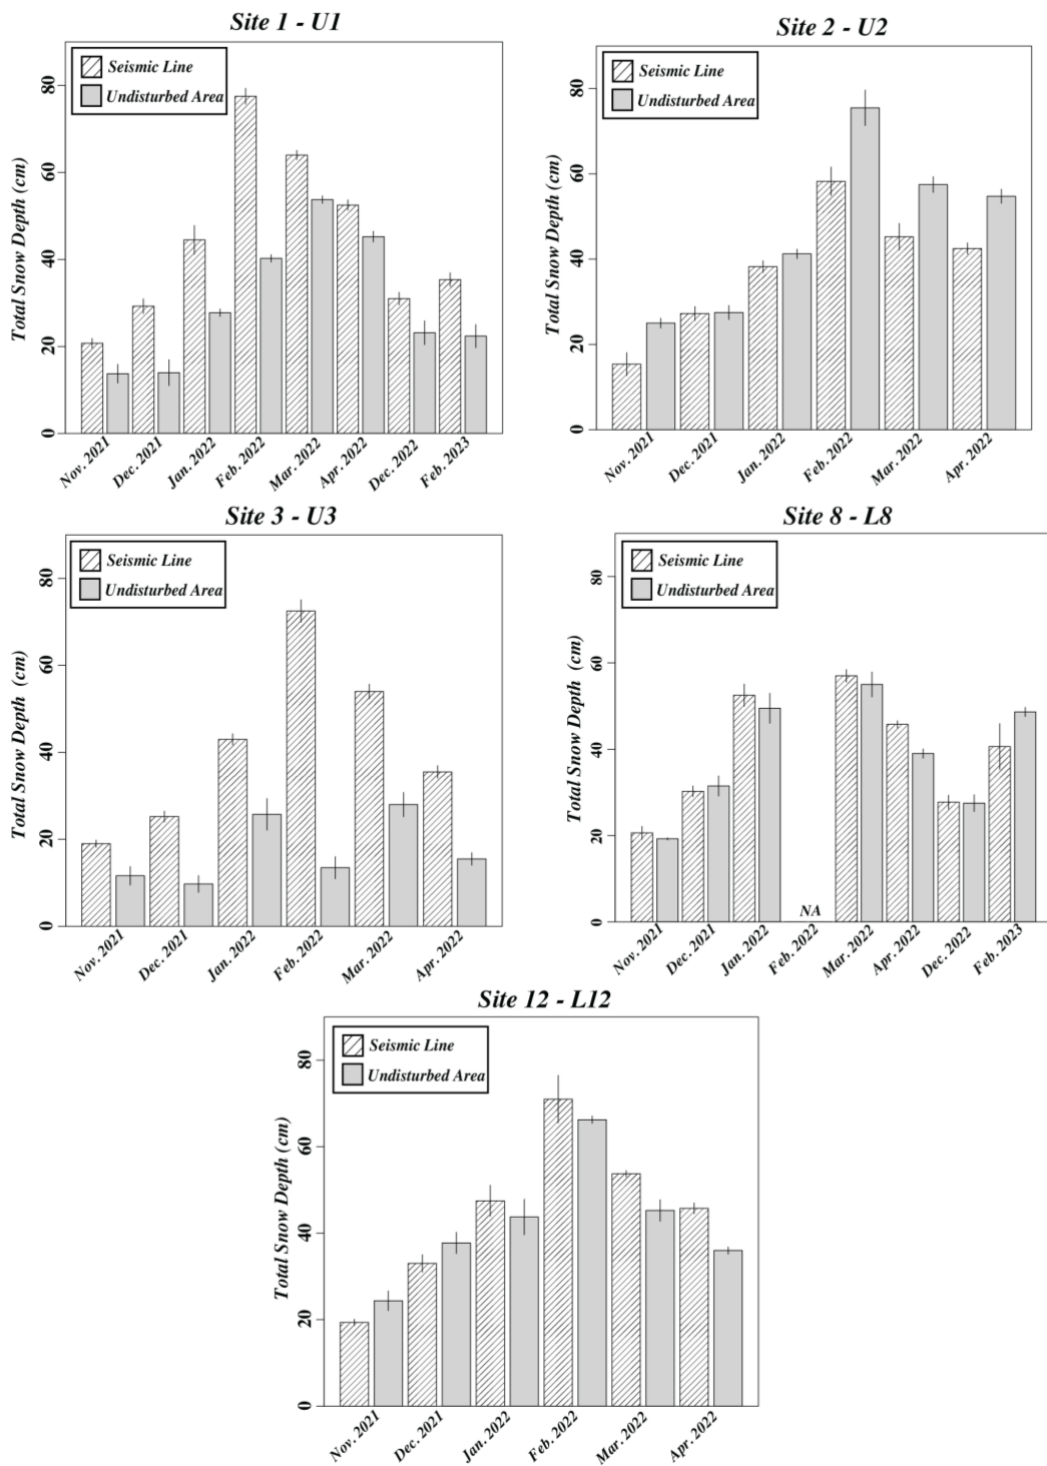 Site 1 - U1
Seismic Line
Undisturbed Area
Total Snow Depth (cm)
80
60
40
20
0
Nov. 2021
Dec. 2021
Jan. 2022
Feb. 2022
Mar. 2022
Apr. 2022
Dec. 2022
Feb. 2023
Site 2 - U2
Seismic Line
Undisturbed Area
Total Snow Depth (cm)
80
60
40
20
0
Nov. 2021
Dec. 2021
Jan. 2022
Feb. 2022
Mar. 2022
Apr. 2022
Site 3 - U3
Seismic Line
Undisturbed Area
Total Snow Depth (cm)
80
60
40
20
0
Nov. 2021
Dec. 2021
Jan. 2022
Feb. 2022
Mar. 2022
Apr. 2022
Site 8 - L8
Seismic Line
Undisturbed Area
Total Snow Depth (cm)
80
60
40
20
0
NA
Nov. 2021
Dec. 2021
Jan. 2022
Feb. 2022
Mar. 2022
Apr. 2022
Dec. 2022
Feb. 2023
Site 12 - L12
Seismic Line
Undisturbed Area
Total Snow Depth (cm)
80
60
40
20
0
Nov. 2021
Dec. 2021
Jan. 2022
Feb. 2022
Mar. 2022
Apr. 2022